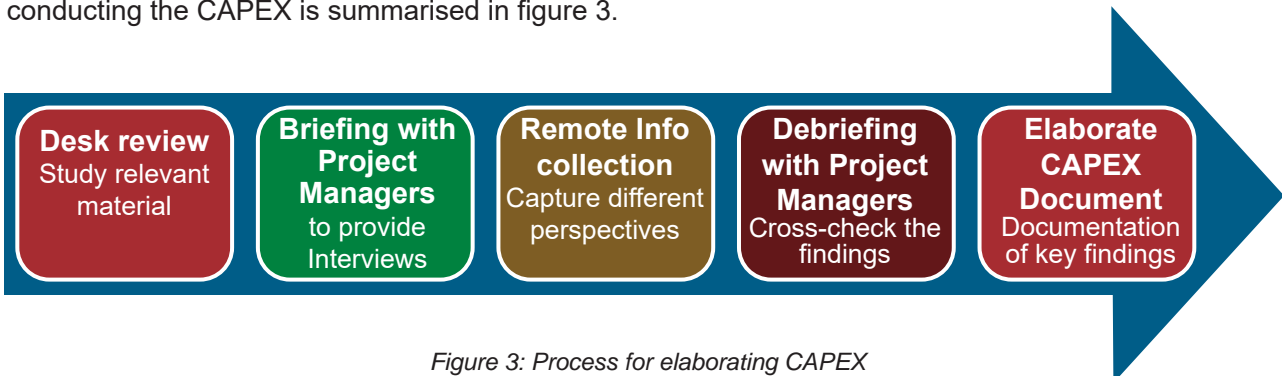 conducting the CAPEX is summarised in figure 3.
Desk review
Study relevant
material
Briefing with
Project
Managers
to provide
Interviews
Remote Info
collection
Capture different
perspectives
Debriefing
with Project
Managers
Cross-check the
findings
Elaborate
CAPEX
Document
Documentation
of key findings
Figure 3: Process for elaborating CAPEX